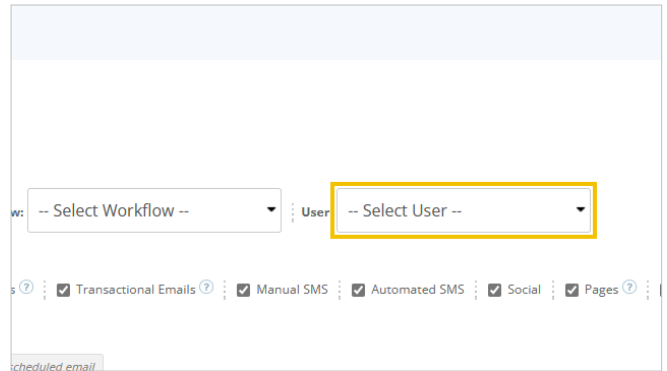 w: -- Select Workflow -- User -- Select User --
s ? Transactional Emails ? Manual SMS Automated SMS Social Pages ?
scheduled email